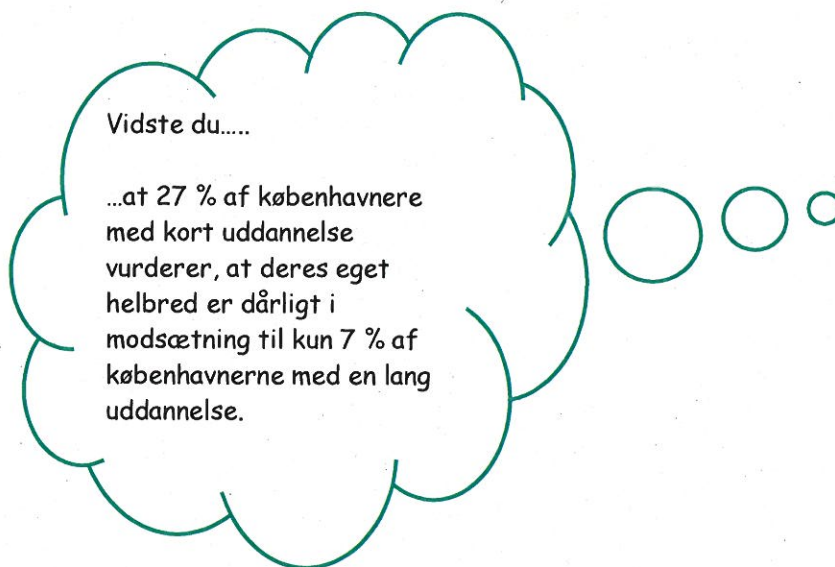 Vidste du.....
...at 27 % af københavnere
med kort uddannelse
vurderer, at deres eget
helbred er dårligt i
modsætning til kun 7 % af
københavnerne med en lang
uddannelse.